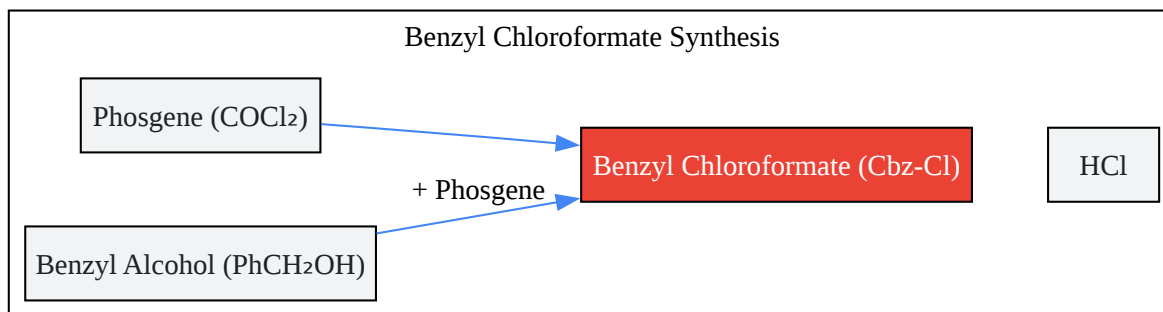 Benzyl Chloroformate Synthesis
Phosgene (COCl₂)
Benzyl Chloroformate (Cbz-Cl)
HCl
+ Phosgene
Benzyl Alcohol (PhCH₂OH)